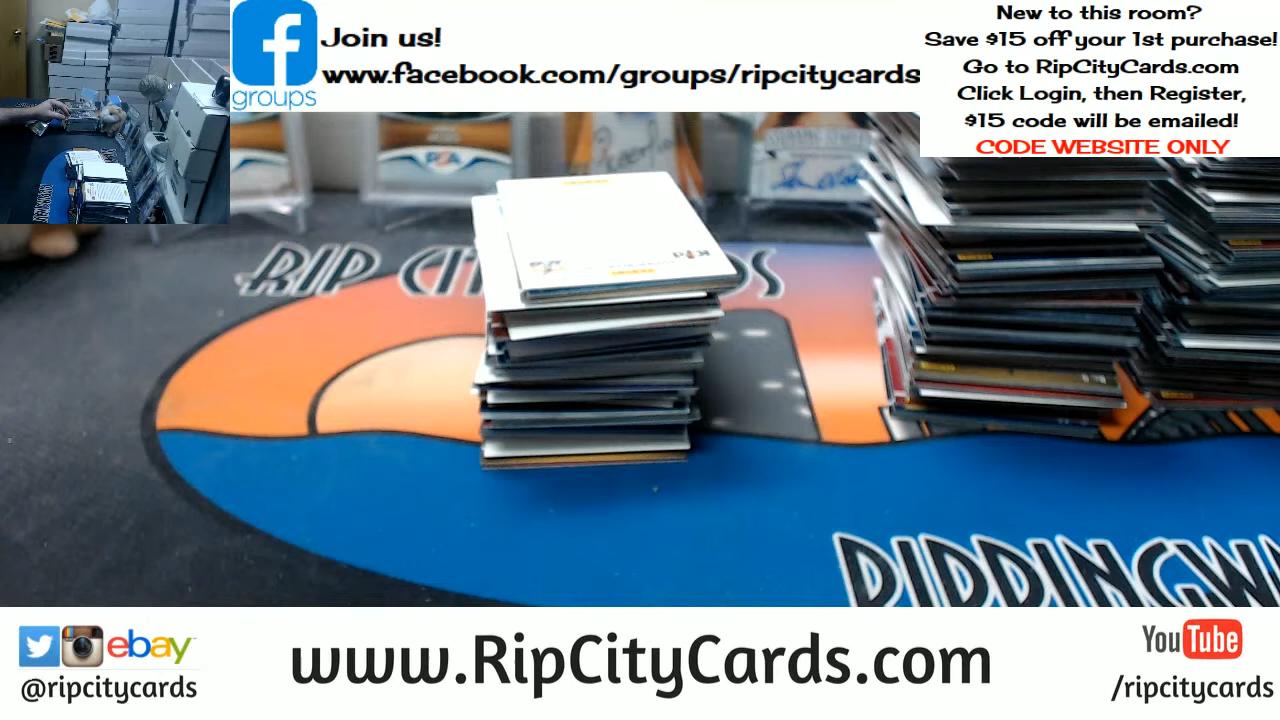 Join us!
www.facebook.com/groups/ripcitycards
groups
New to this room?
Save $15 off your 1st purchase!
Go to RipCityCards.com
Click Login, then Register,
$15 code will be emailed!
CODE WEBSITE ONLY
RIP
ebay
@ripcitycards
www.RipCityCards.com
YouTube
/ripcitycards